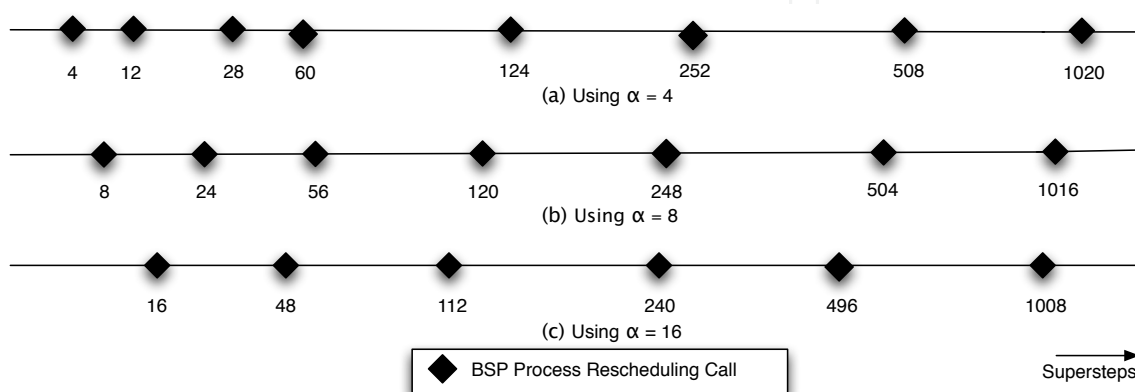 4 12 28 60 124 252 508 1020
(a) Using α = 4
8 24 56 120 248 504 1016
(b) Using α = 8
16 48 112 240 496 1008
(c) Using α = 16
BSP Process Rescheduling Call
Supersteps